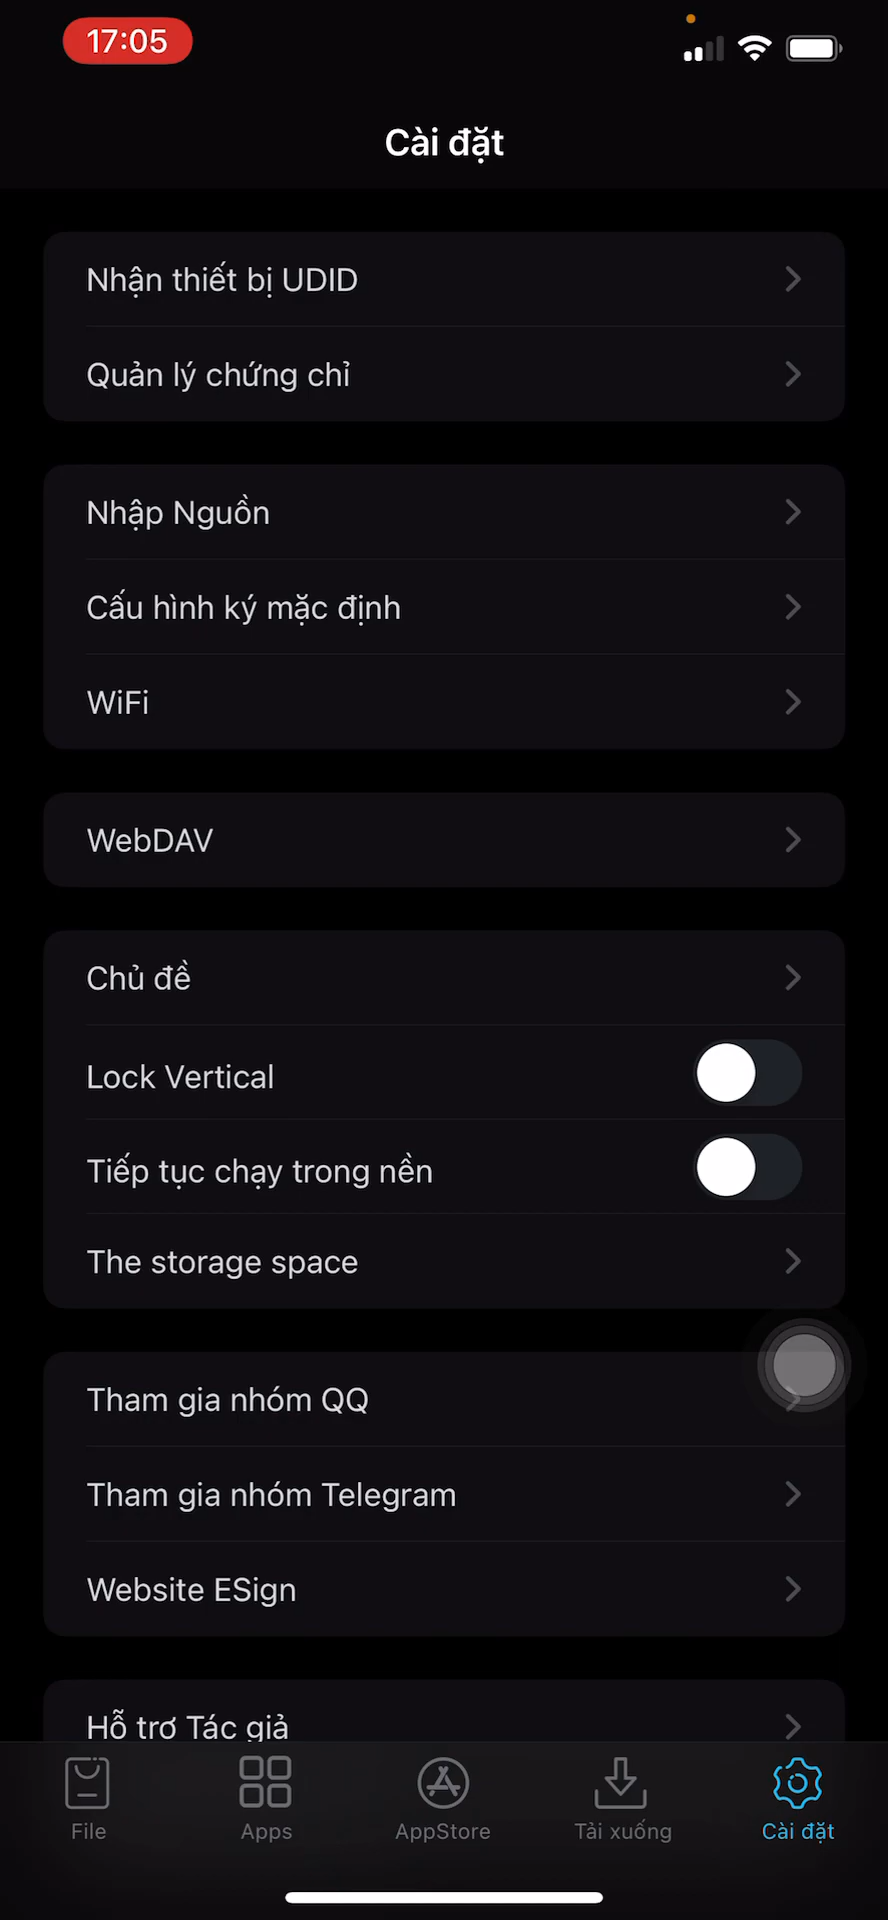 17:05
Cài đặt
Nhận thiết bị UDID
Quản lý chứng chỉ
Nhập Nguồn
Cấu hình ký mặc định
WiFi
WebDAV
Chủ đề
Lock Vertical
Tiếp tục chạy trong nền
The storage space
Tham gia nhóm QQ
Tham gia nhóm Telegram
Website ESign
Hỗ trợ Tác giả
File
Apps
AppStore
Tải xuống
Cài đặt